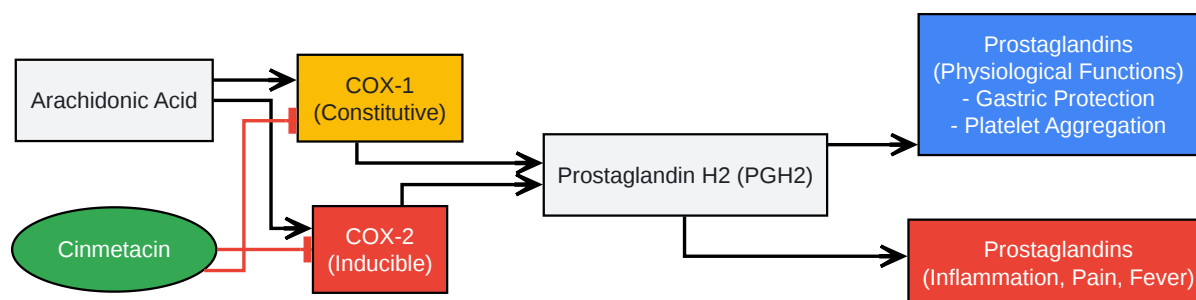 Arachidonic Acid
COX-1
(Constitutive)
Prostaglandins
(Physiological Functions)
- Gastric Protection
- Platelet Aggregation
Prostaglandin H2 (PGH2)
Cinmetacin
COX-2
(Inducible)
Prostaglandins
(Inflammation, Pain, Fever)